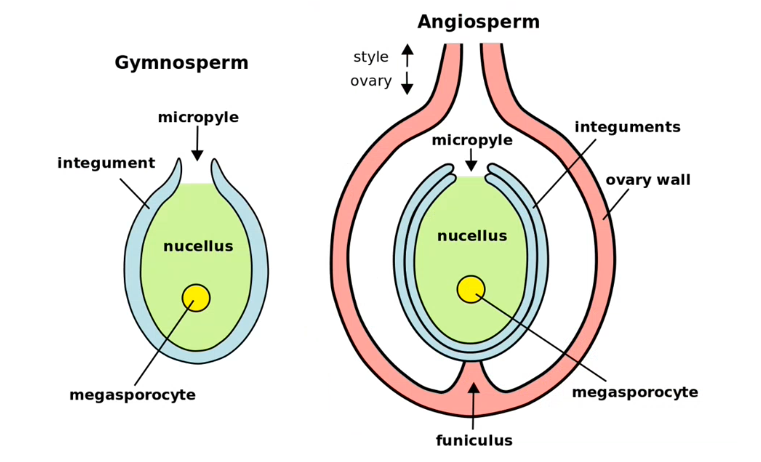 Gymnosperm
micropyle
integument
nucellus
megasporocyte
Angiosperm
style
ovary
micropyle
integuments
ovary wall
nucellus
megasporocyte
funiculus